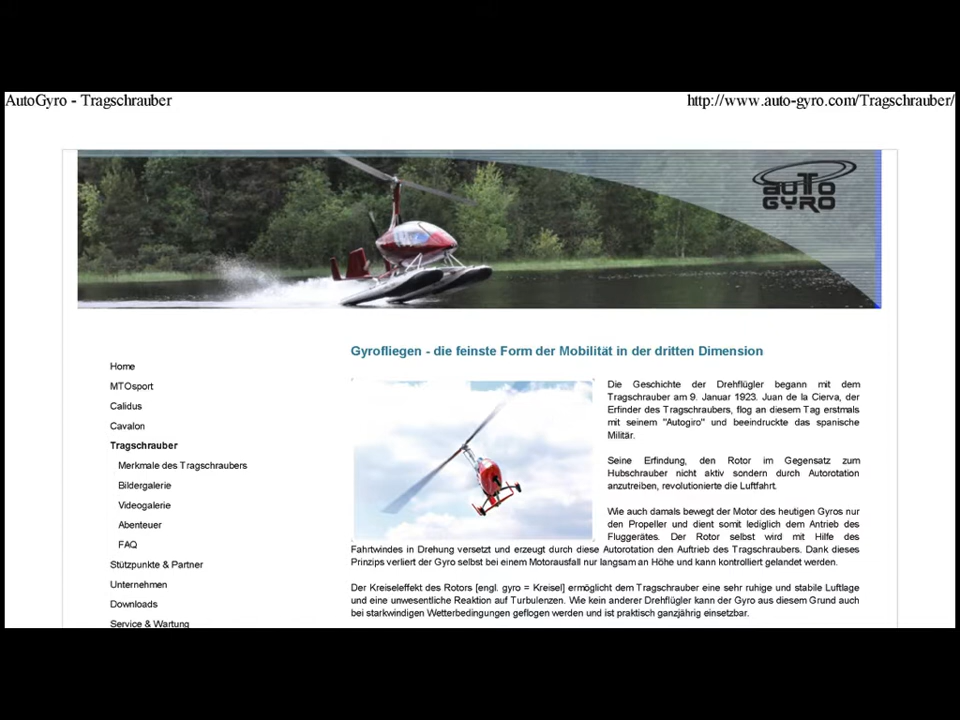 AutoGyro - Tragschrauber
http://www.auto-gyro.com/Tragschrauber/
AUTO
GYRO
Home
MTOsport
Calidus
Cavalon
Tragschrauber
Merkmale des Tragschraubers
Bildergalerie
Videogalerie
Abenteuer
FAQ
Stützpunkte & Partner
Unternehmen
Downloads
Service & Wartung
Gyrofliegen - die feinste Form der Mobilität in der dritten Dimension
Die Geschichte der Drehflügler begann mit dem
Tragschrauber am 9. Januar 1923. Juan de la Cierva, der
Erfinder des Tragschraubers, flog an diesem Tag erstmals
mit seinem "Autogiro" und beeindruckte das spanische
Militär.
Seine Erfindung, den Rotor im Gegensatz zum
Hubschrauber nicht aktiv sondern durch Autorotation
anzutreiben, revolutionierte die Luftfahrt.
Wie auch damals bewegt der Motor des heutigen Gyros nur
den Propeller und dient somit lediglich dem Antrieb des
Fluggerätes. Der Rotor selbst wird mit Hilfe des
Fahrtwindes in Drehung versetzt und erzeugt durch diese Autorotation den Auftrieb des Tragschraubers. Dank dieses
Prinzips verliert der Gyro selbst bei einem Motorausfall nur langsam an Höhe und kann kontrolliert gelandet werden.
Der Kreiseleffekt des Rotors [engl. gyro = Kreisel] ermöglicht dem Tragschrauber eine sehr ruhige und stabile Luftlage
und eine unwesentliche Reaktion auf Turbulenzen. Wie kein anderer Drehflügler kann der Gyro aus diesem Grund auch
bei starkwindigen Wetterbedingungen geflogen werden und ist praktisch ganzjährig einsetzbar.